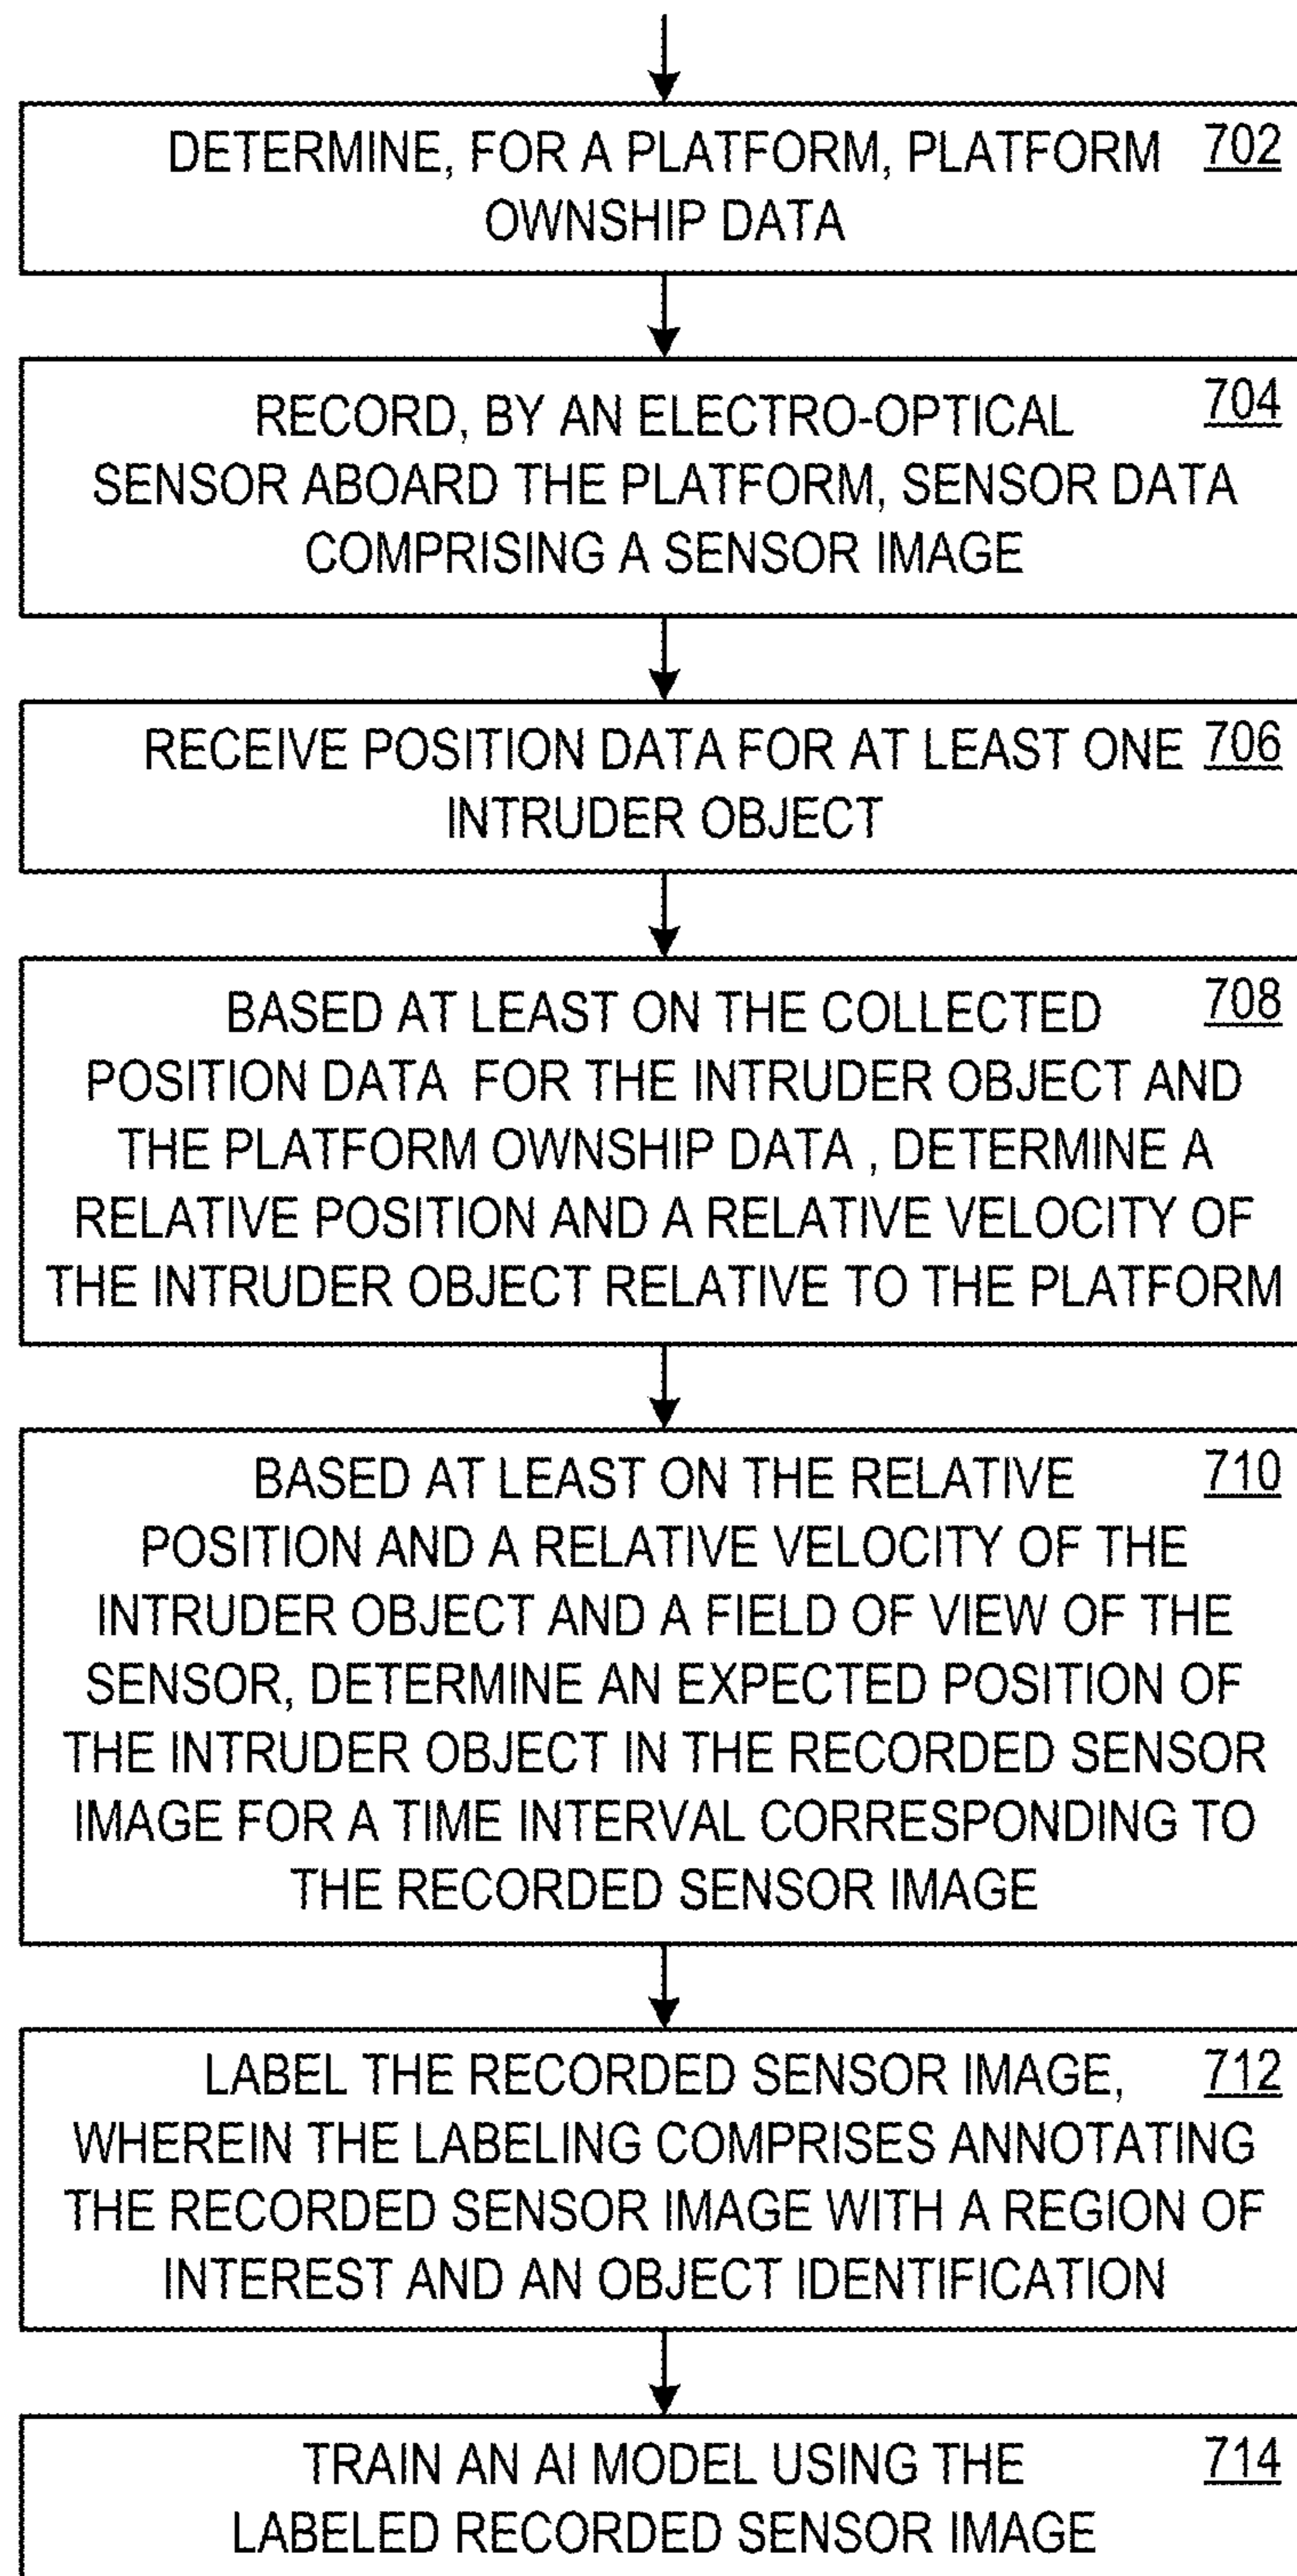 DETERMINE, FOR A PLATFORM, PLATFORM 702
OWNSHIP DATA
RECORD, BY AN ELECTRO-OPTICAL 704
SENSOR ABOARD THE PLATFORM, SENSOR DATA
COMPRISING A SENSOR IMAGE
RECEIVE POSITION DATA FOR AT LEAST ONE 706
INTRUDER OBJECT
BASED AT LEAST ON THE COLLECTED 708
POSITION DATA FOR THE INTRUDER OBJECT AND
THE PLATFORM OWNSHIP DATA , DETERMINE A
RELATIVE POSITION AND A RELATIVE VELOCITY OF
THE INTRUDER OBJECT RELATIVE TO THE PLATFORM
BASED AT LEAST ON THE RELATIVE 710
POSITION AND A RELATIVE VELOCITY OF THE
INTRUDER OBJECT AND A FIELD OF VIEW OF THE
SENSOR, DETERMINE AN EXPECTED POSITION OF
THE INTRUDER OBJECT IN THE RECORDED SENSOR
IMAGE FOR A TIME INTERVAL CORRESPONDING TO
THE RECORDED SENSOR IMAGE
LABEL THE RECORDED SENSOR IMAGE, 712
WHEREIN THE LABELING COMPRISES ANNOTATING
THE RECORDED SENSOR IMAGE WITH A REGION OF
INTEREST AND AN OBJECT IDENTIFICATION
TRAIN AN AI MODEL USING THE 714
LABELED RECORDED SENSOR IMAGE